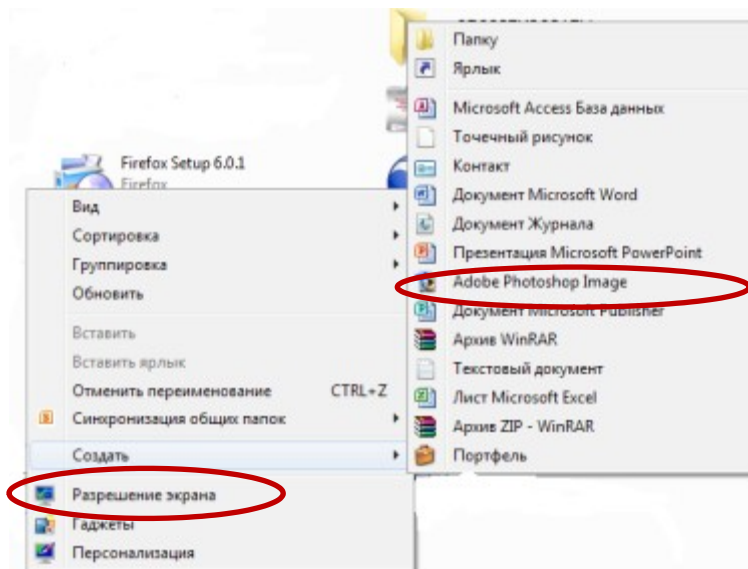 Firefox Setup 6.0.1
Firefox
Вид
Сортировка
Группировка
Обновить
Вставить
Вставить ярлык
Отменить переименование CTRL+Z
Синхронизация общих папок
Создать
Разрешение экрана
Гаджеты
Персонализация
Папку
Ярлык
Microsoft Access База данных
Точечный рисунок
Контакт
Документ Microsoft Word
Документ Журнала
Презентация Microsoft PowerPoint
Adobe Photoshop Image
Документ Microsoft Publisher
Архив WinRAR
Текстовый документ
Лист Microsoft Excel
Архив ZIP - WinRAR
Портфель